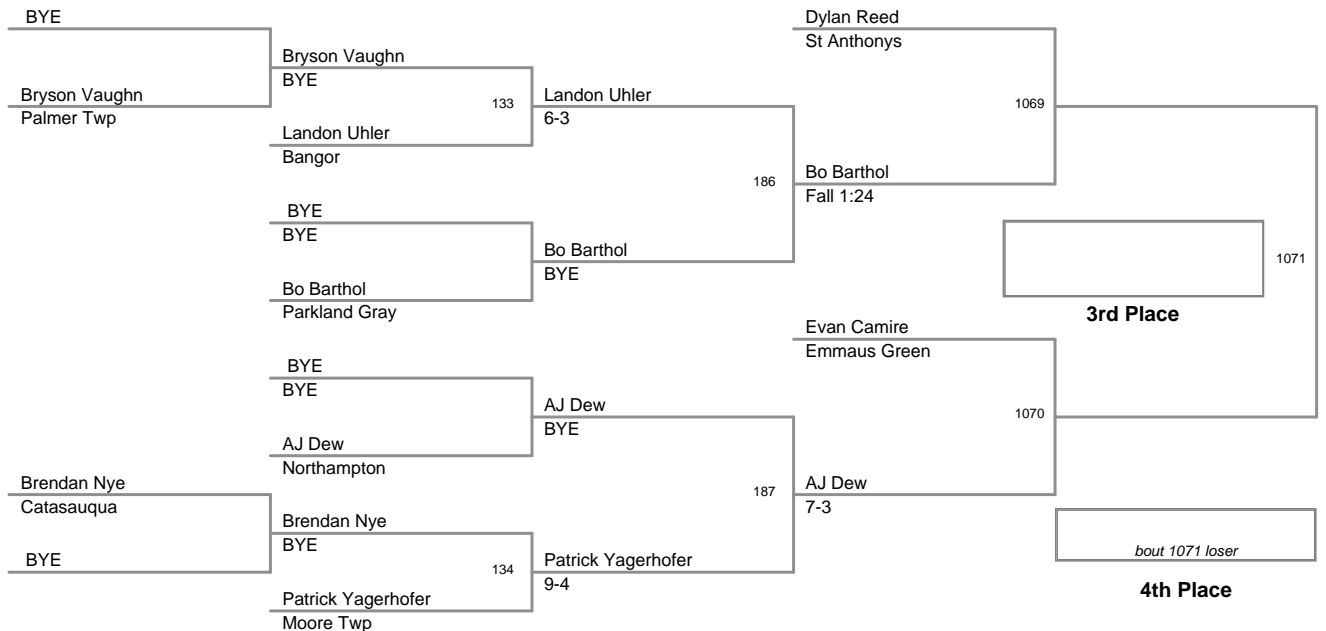 BYE
Bryson Vaughn
Palmer Twp
Bryson Vaughn
BYE
133
Landon Uhler
Bangor
Landon Uhler
6-3
BYE
BYE
Bo Barthol
Parkland Gray
Bo Barthol
BYE
186
Dylan Reed
St Anthonys
1069
Bo Barthol
Fall 1:24
1071
3rd Place
BYE
BYE
AJ Dew
Northampton
AJ Dew
BYE
Brendan Nye
Catasauqua
BYE
Brendan Nye
BYE
134
Patrick Yagerhofer
Moore Twp
Patrick Yagerhofer
9-4
187
Evan Camire
Emmaus Green
1070
AJ Dew
7-3
bout 1071 loser
4th Place